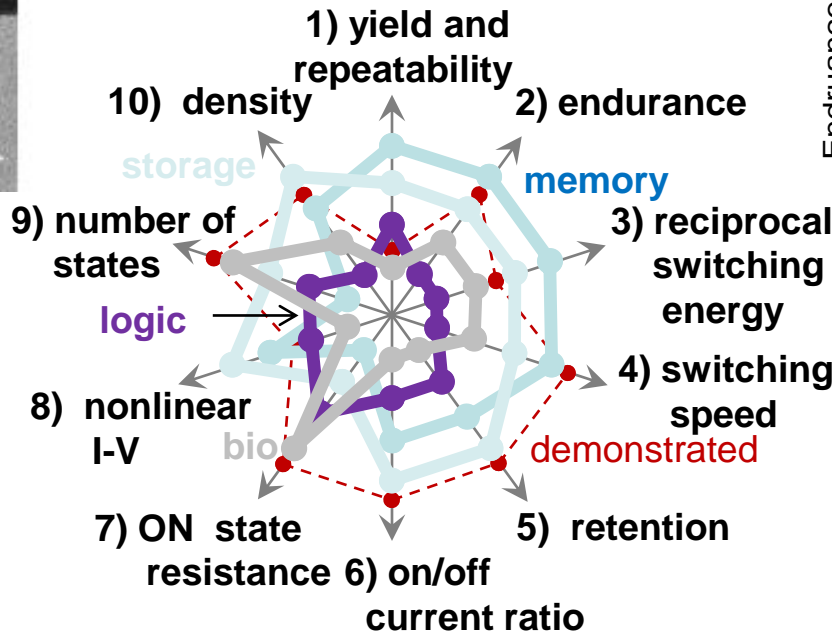 1) yield and
repeatability
10) density
2) endurance
storage
memory
9) number of
states
3) reciprocal
switching
energy
logic
4) switching
speed
8) nonlinear
I-V
bio
demonstrated
7) ON state
resistance
5) retention
6) on/off
current ratio
Endruance